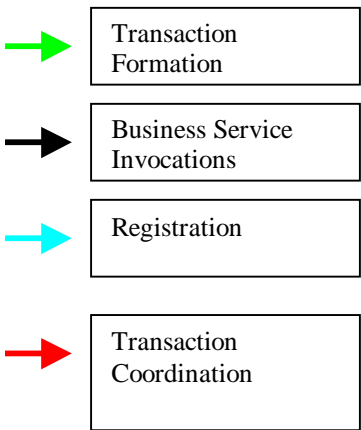 Transaction
Formation
Business Service
Invocations
Registration
Transaction
Coordination